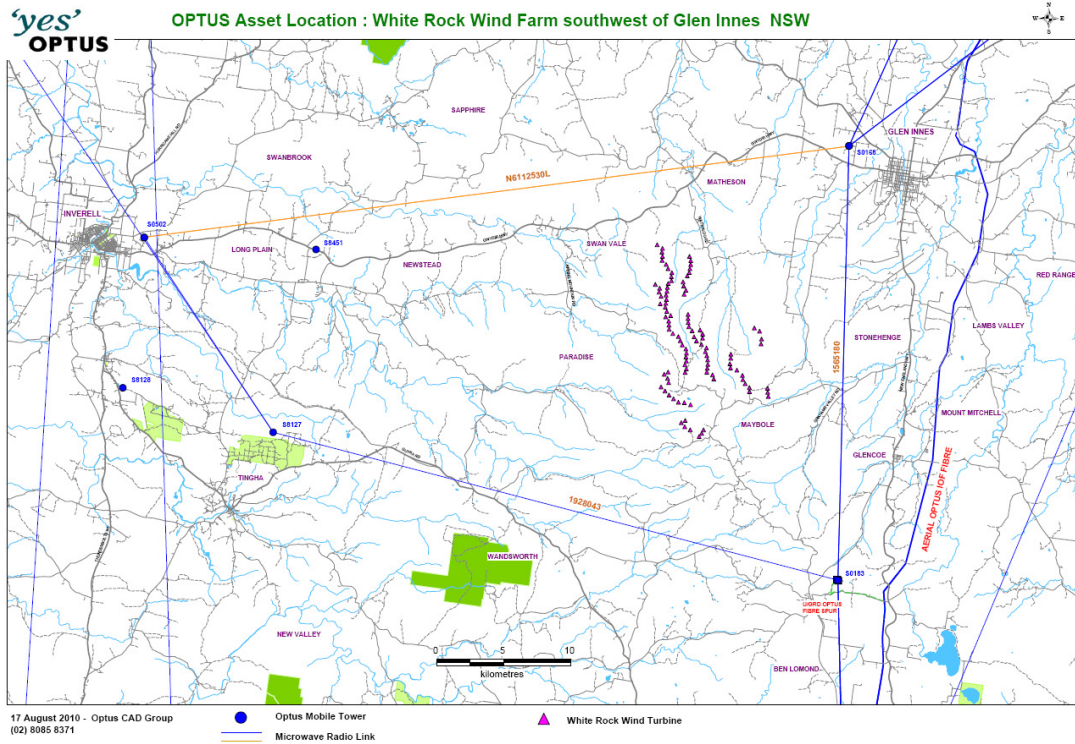 'yes'
OPTUS
OPTUS Asset Location : White Rock Wind Farm southwest of Glen Innes NSW
N
W E
S
SAPPHIRE
GLEN INNES
S0168
SWANBROOK
N6112530L
MATHESON
INVERELL
S0502
LONG PLAIN
S8451
NEWSTEAD
SWAN VALE
RED RANGE
LAMBS VALLEY
STONEHENGE
1565180
PARADISE
S8128
MOUNT MITCHELL
S8127
MAYBOLE
GLENCOE
TINGHA
1928043
AERIAL OPTUS IOF FIBRE
WANDSWORTH
S0183
U/GRD OPTUS
FIBRE SPUR
NEW VALLEY
BEN LOMOND
0 5 10
kilometres
17 August 2010 - Optus CAD Group
(02) 8085 8371
Optus Mobile Tower
Microwave Radio Link
White Rock Wind Turbine